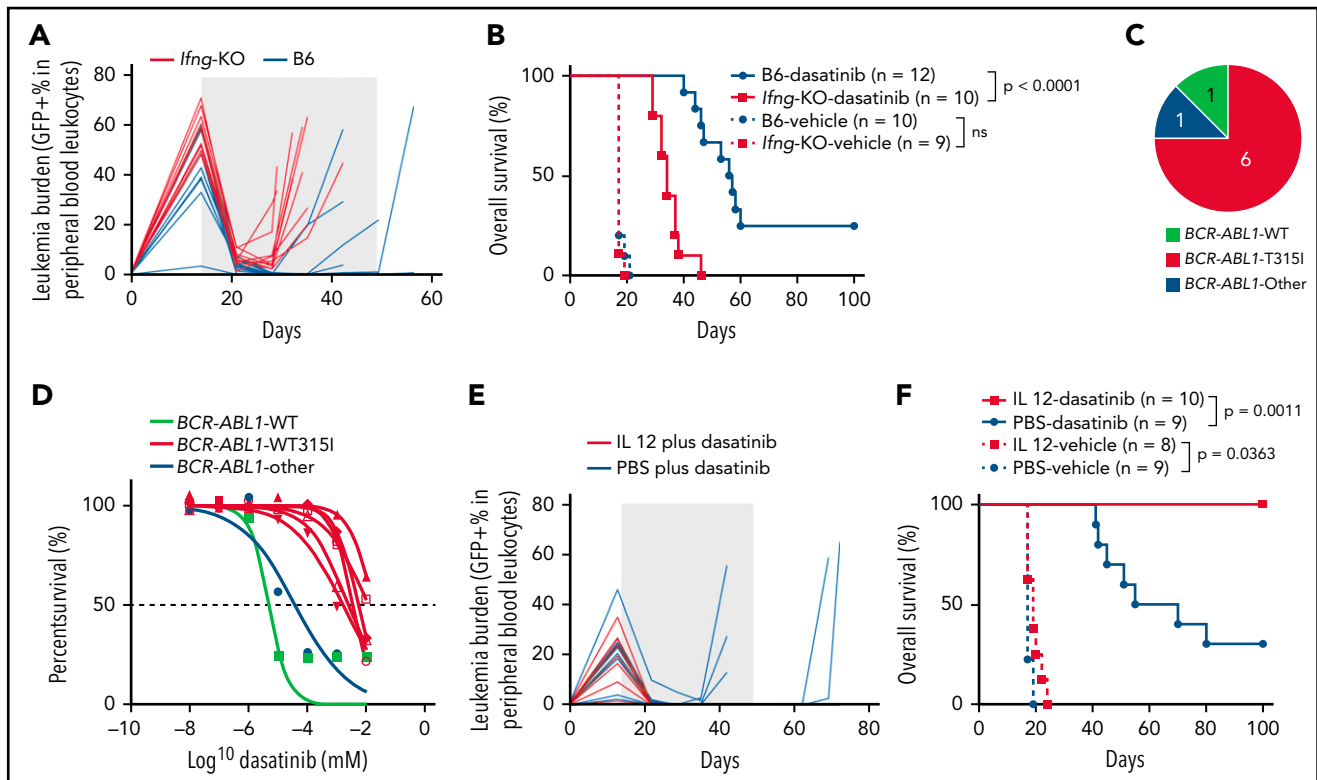 A
Ifng-KO
B6
Leukemia burden (GFP+% in
peripheral blood leukocytes)
80
60
40
20
0
0
20
40
60
Days
B
B6-dasatinib (n = 12)
Ifng-KO-dasatinib (n = 10)
p < 0.0001
B6-vehicle (n = 10)
Ifng-KO-vehicle (n = 9)
ns
Overall survival (%)
100
50
0
0
20
40
60
80
100
Days
C
1
1
6
BCR-ABL1-WT
BCR-ABL1-T315I
BCR-ABL1-Other
D
BCR-ABL1-WT
BCR-ABL1-WT315I
BCR-ABL1-other
Percentsurvival (%)
100
50
0
−10
−8
−6
−4
−2
0
Log10 dasatinib (mM)
E
IL 12 plus dasatinib
PBS plus dasatinib
Leukemia burden (GFP+% in
peripheral blood leukocytes)
80
60
40
20
0
0
20
40
60
80
Days
F
IL 12-dasatinib (n = 10)
PBS-dasatinib (n = 9)
p = 0.0011
IL 12-vehicle (n = 8)
PBS-vehicle (n = 9)
p = 0.0363
Overall survival (%)
100
50
0
0
20
40
60
80
100
Days